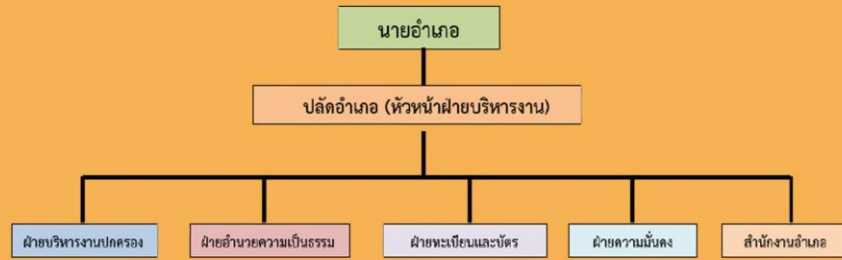 นายอำเภอ
ปลัดอำเภอ (หัวหน้าฝ่ายบริหารงาน)
ฝ่ายบริหารงานปกครอง
ฝ่ายอำนวยความเป็นธรรม
ฝ่ายทะเบียนและบัตร
ฝ่ายความมั่นคง
สำนักงานอำเภอ